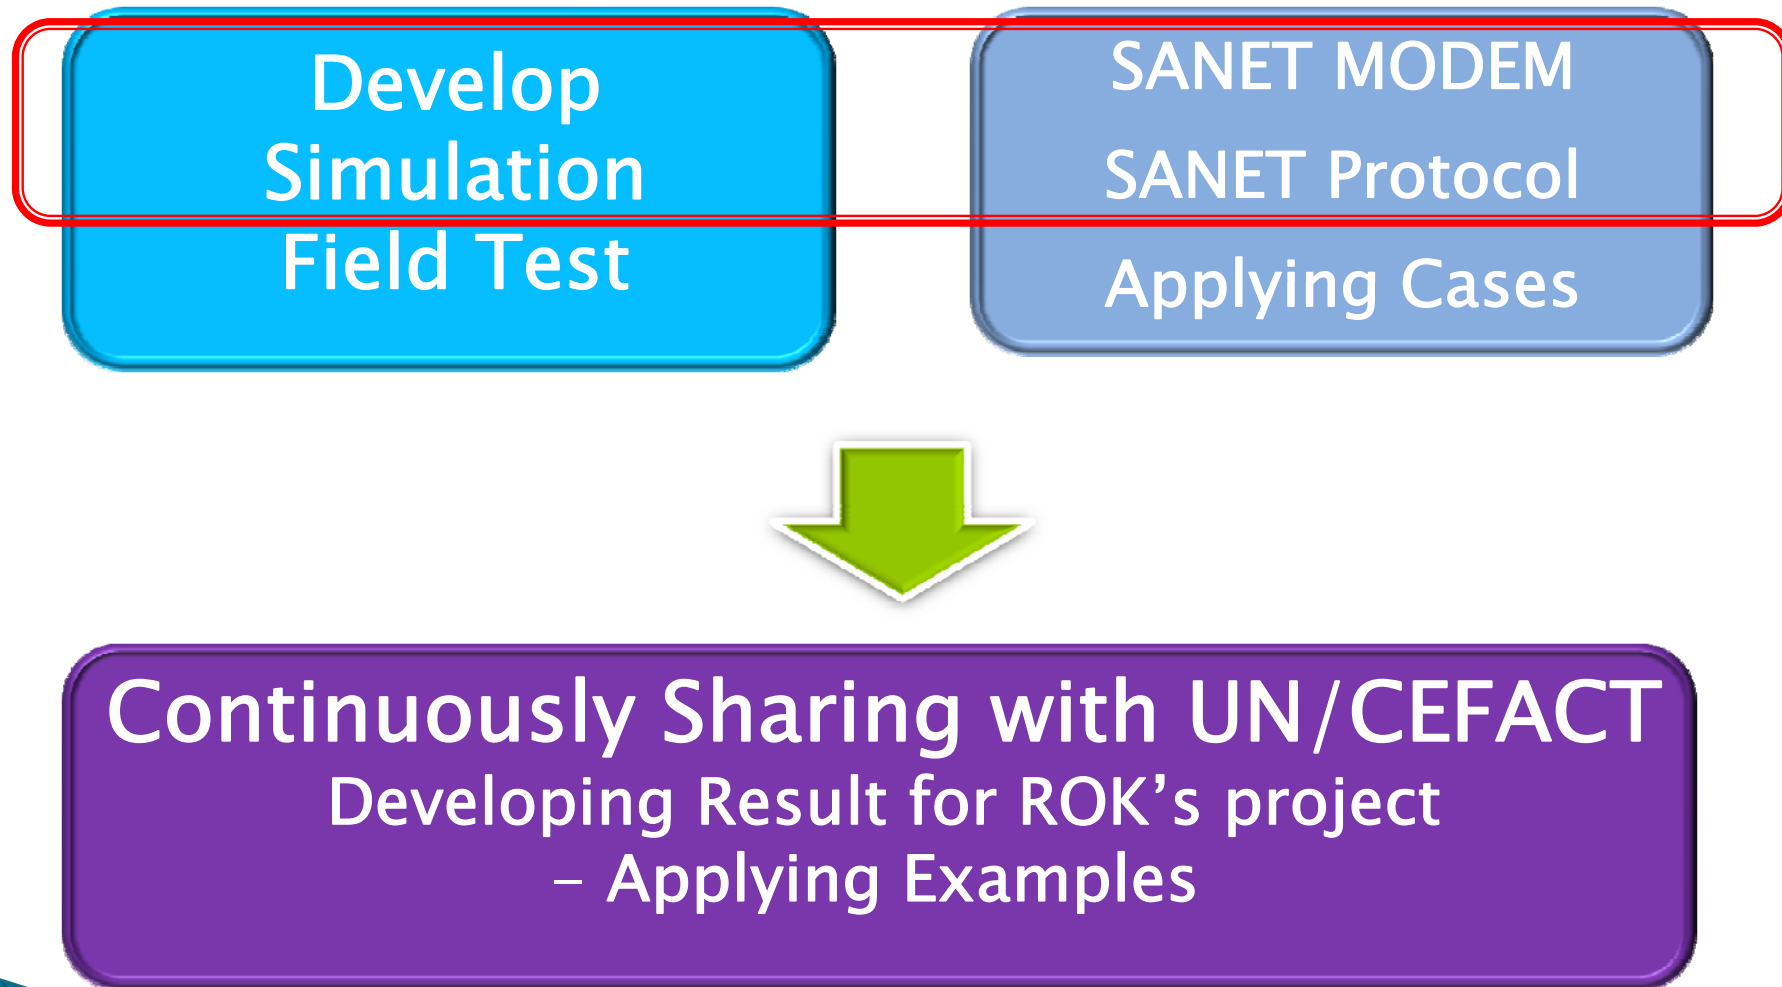 Develop
Simulation
Field Test
SANET MODEM
SANET Protocol
Applying Cases
Continuously Sharing with UN/CEFACT
Developing Result for ROK’s project
- Applying Examples